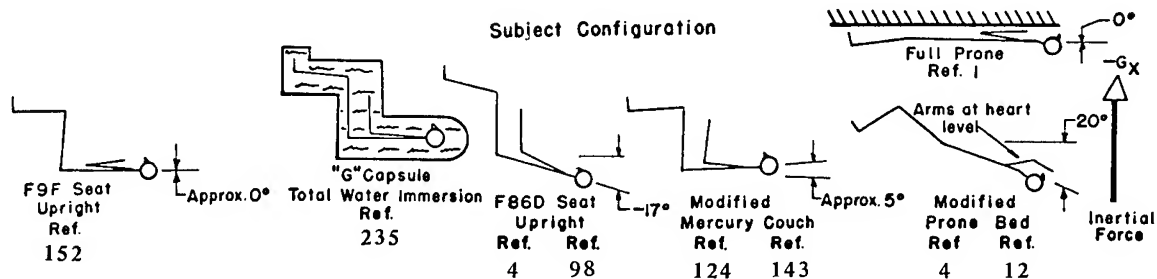 Subject Configuration
F9F Seat
Upright
Ref.
152
Approx. 0°
"G" Capsule
Total Water Immersion
Ref.
235
F86D Seat
Upright
Ref. Ref.
4 98
-17°
Modified
Mercury Couch
Ref. Ref.
124 143
Approx. 5°
Full Prone
Ref. 1
0°
Arms at heart
level
-20°
Modified
Prone Bed
Ref Ref.
4 12
-Gx
Inertial
Force